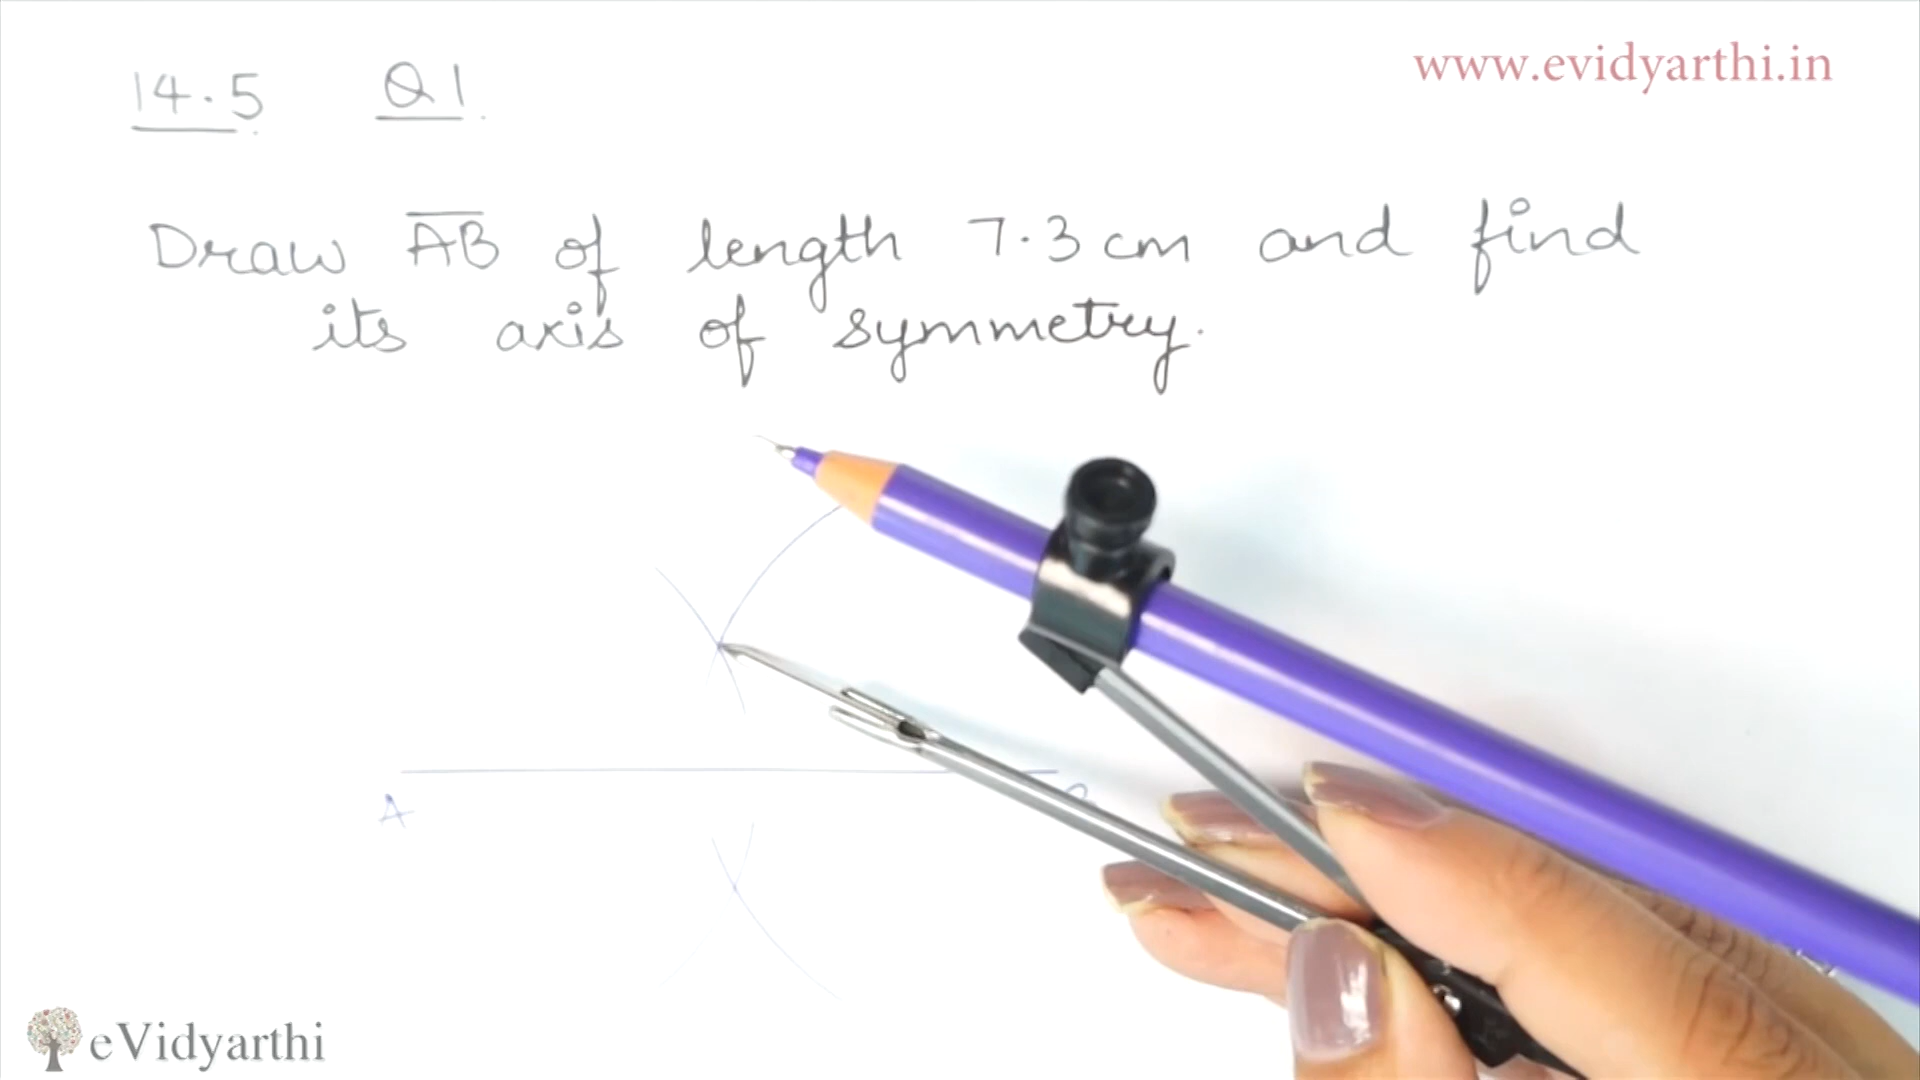 www.evidyarthi.in
14.5 Q1.
Draw A̅B̅ of length 7.3 cm and find
its axis of symmetry.
A
eVidyarthi